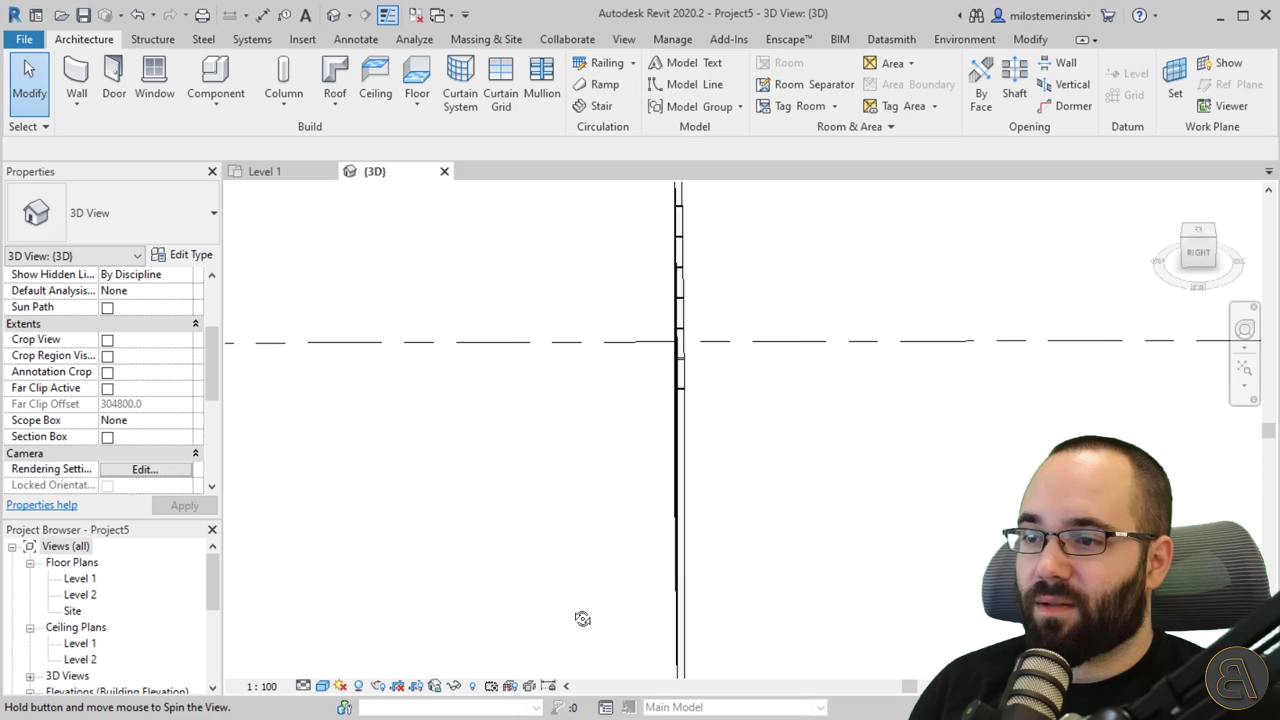 Autodesk Revit 2020.2 - Project5 - 3D View: {3D}
milostemerinski
File Architecture Structure Steel Systems Insert Annotate Analyze Massing & Site Collaborate View Manage Add-Ins Enscape™ BIM Datasmith Environment Modify
Modify Wall Door Window Component Column Roof Ceiling Floor Curtain System Curtain Grid Mullion
Railing
Ramp
Stair
Model Text
Model Line
Model Group
Room
Room Separator
Tag Room
Area
Area Boundary
Tag Area
By Face Shaft
Wall
Vertical
Dormer
Level
Grid
Set
Show
Ref Plane
Viewer
Select Build Circulation Model Room & Area Opening Datum Work Plane
Properties
Level 1
{3D}
3D View
3D View: {3D} Edit Type
Show Hidden Li... By Discipline
Default Analysis... None
Sun Path
Extents
Crop View
Crop Region Vis...
Annotation Crop
Far Clip Active
Far Clip Offset 304800.0
Scope Box None
Section Box
Camera
Rendering Setti... Edit...
Locked Orientat...
Properties help Apply
Project Browser - Project5
Views (all)
Floor Plans
Level 1
Level 2
Site
Ceiling Plans
Level 1
Level 2
3D Views
Elevations (Building Elevation)
RIGHT
1 : 100
Hold button and move mouse to Spin the View.
:0
Main Model